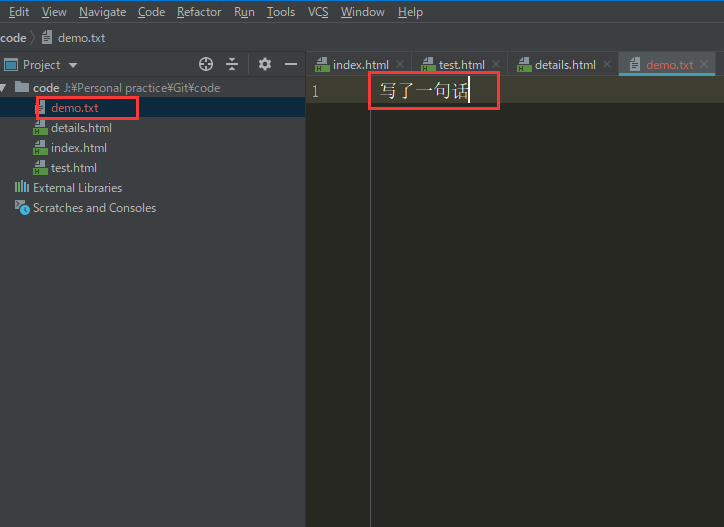 Edit View Navigate Code Refactor Run Tools VCS Window Help
code demo.txt
Project index.html test.html details.html demo.txt
code J:¥Personal practice¥Git¥code
1 写了一句话
demo.txt
details.html
index.html
test.html
External Libraries
Scratches and Consoles